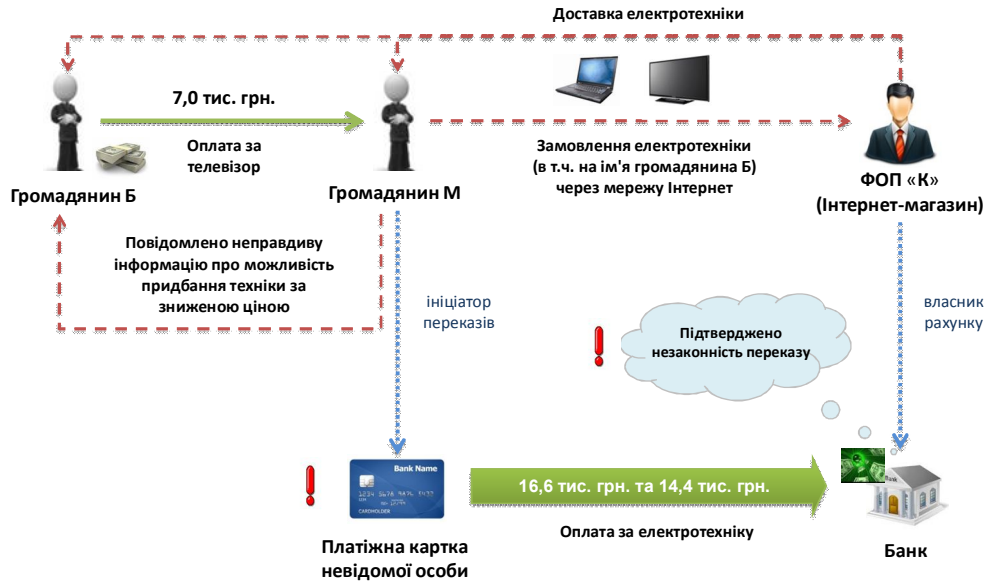 Доставка електротехніки
7,0 тис. грн.
Оплата за
телевізор
Замовлення електротехніки
(в т.ч. на ім'я громадянина Б)
через мережу Інтернет
Громадянин Б
Громадянин М
ФОП «К»
(Інтернет-магазин)
Повідомлено неправдиву
інформацію про можливість
придбання техніки за
зниженою ціною
ініціатор
переказів
власник
рахунку
Підтверджено
незаконність переказу
Bank Name
CARDHOLDER
16,6 тис. грн. та 14,4 тис. грн.
Оплата за електротехніку
Платіжна картка
невідомої особи
Банк